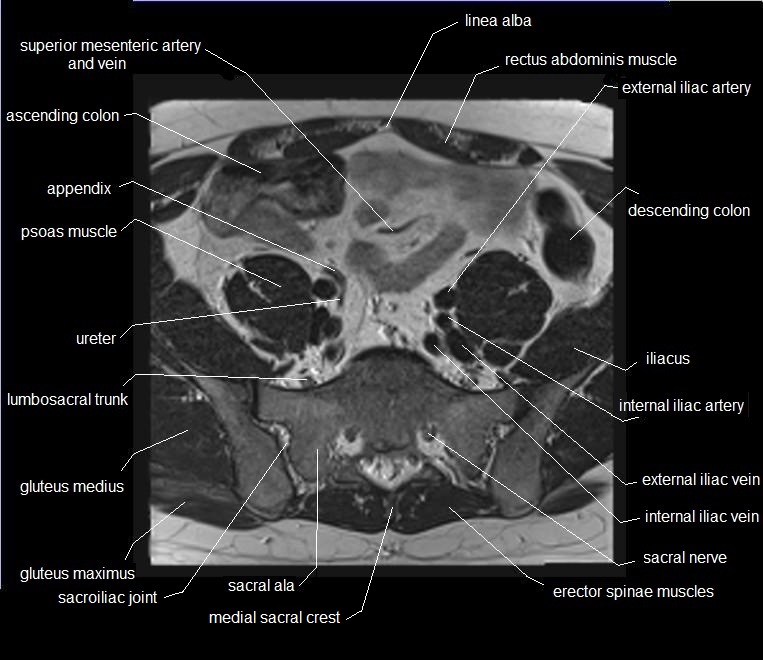 linea alba
superior mesenteric artery
and vein
rectus abdominis muscle
external iliac artery
ascending colon
appendix
descending colon
psoas muscle
ureter
iliacus
lumbosacral trunk
internal iliac artery
gluteus medius
external iliac vein
internal iliac vein
sacral nerve
gluteus maximus
sacral ala
erector spinae muscles
sacroiliac joint
medial sacral crest